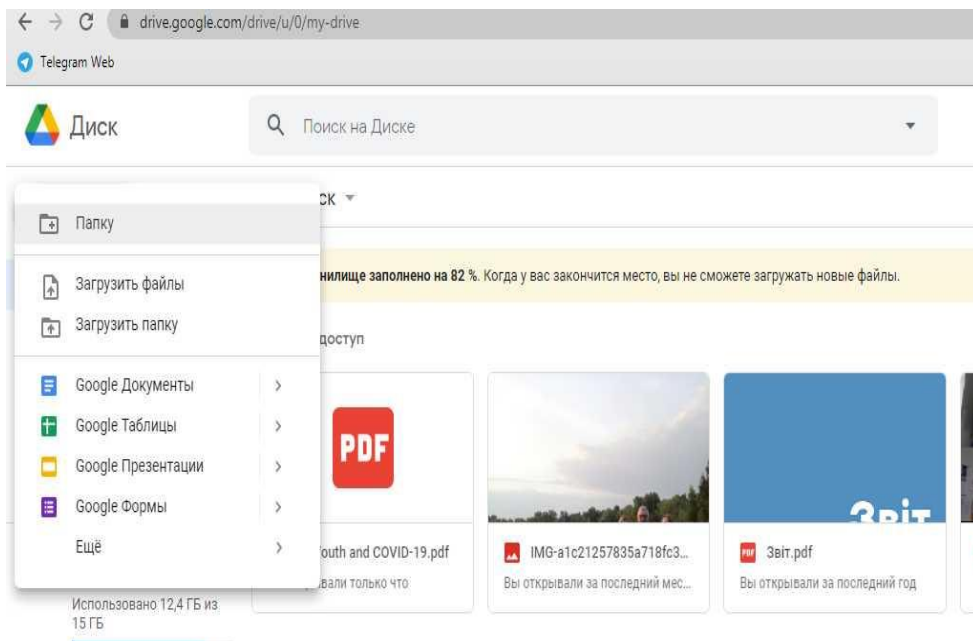 drive.google.com/drive/u/0/my-drive
Telegram Web
Диск
Поиск на Диске
ск
Папку
Загрузить файлы
Загрузить папку
Google Документы
Google Таблицы
Google Презентации
Google Формы
Ещё
нилище заполнено на 82 %. Когда у вас закончится место, вы не сможете загружать новые файлы.
доступ
PDF
Звіт
outh and COVID-19.pdf
IMG-a1c21257835a718fc3...
PDF Звіт.pdf
вали только что
Вы открывали за последний мес...
Вы открывали за последний год
Использовано 12,4 ГБ из
15 ГБ